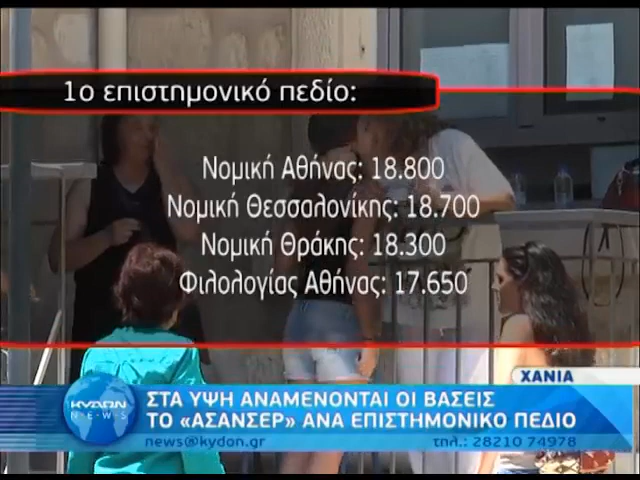 1ο επιστημονικό πεδίο:
Νομική Αθήνας: 18.800
Νομική Θεσσαλονίκης: 18.700
Νομική Θράκης: 18.300
Φιλολογίας Αθήνας: 17.650
ΧΑΝΙΑ
KYDON
NEWS
ΣΤΑ ΥΨΗ ΑΝΑΜΕΝΟΝΤΑΙ ΟΙ ΒΑΣΕΙΣ
ΤΟ «ΑΣΑΝΣΕΡ» ΑΝΑ ΕΠΙΣΤΗΜΟΝΙΚΟ ΠΕΔΙΟ
news@kydon.gr τηλ.: 28210 74978